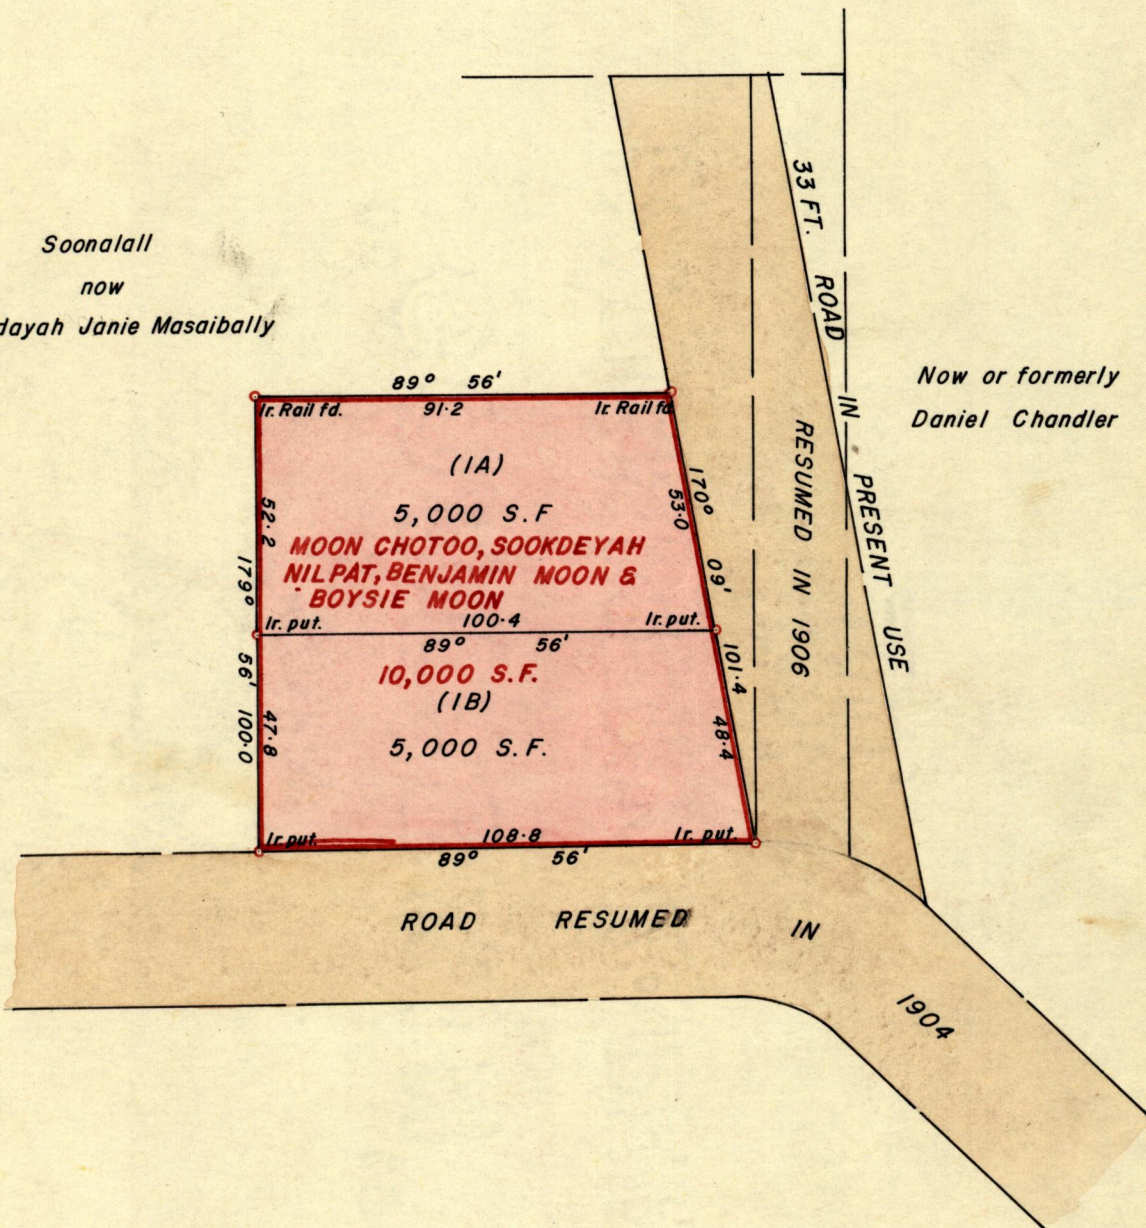 Soonalall
now
Janie Masaibally
33 FT. ROAD IN PRESENT USE
Now or formerly
Daniel Chandler
RESUMED IN 1906
89° 56'
Ir. Rail fd. 91·2 Ir. Rail fd.
(1A)
5,000 S.F
MOON CHOTOO, SOOKDEYAH
NILPAT, BENJAMIN MOON &
BOYSIE MOON
Ir. put. 100·4 Ir. put.
89° 56'
10,000 S.F.
(1B)
5,000 S.F.
Ir. put. 108·8 Ir. put.
89° 56'
52·2
179° 56' 100·0
47·8
170° 09' 101·4
53·0
48·4
ROAD RESUMED IN 1904